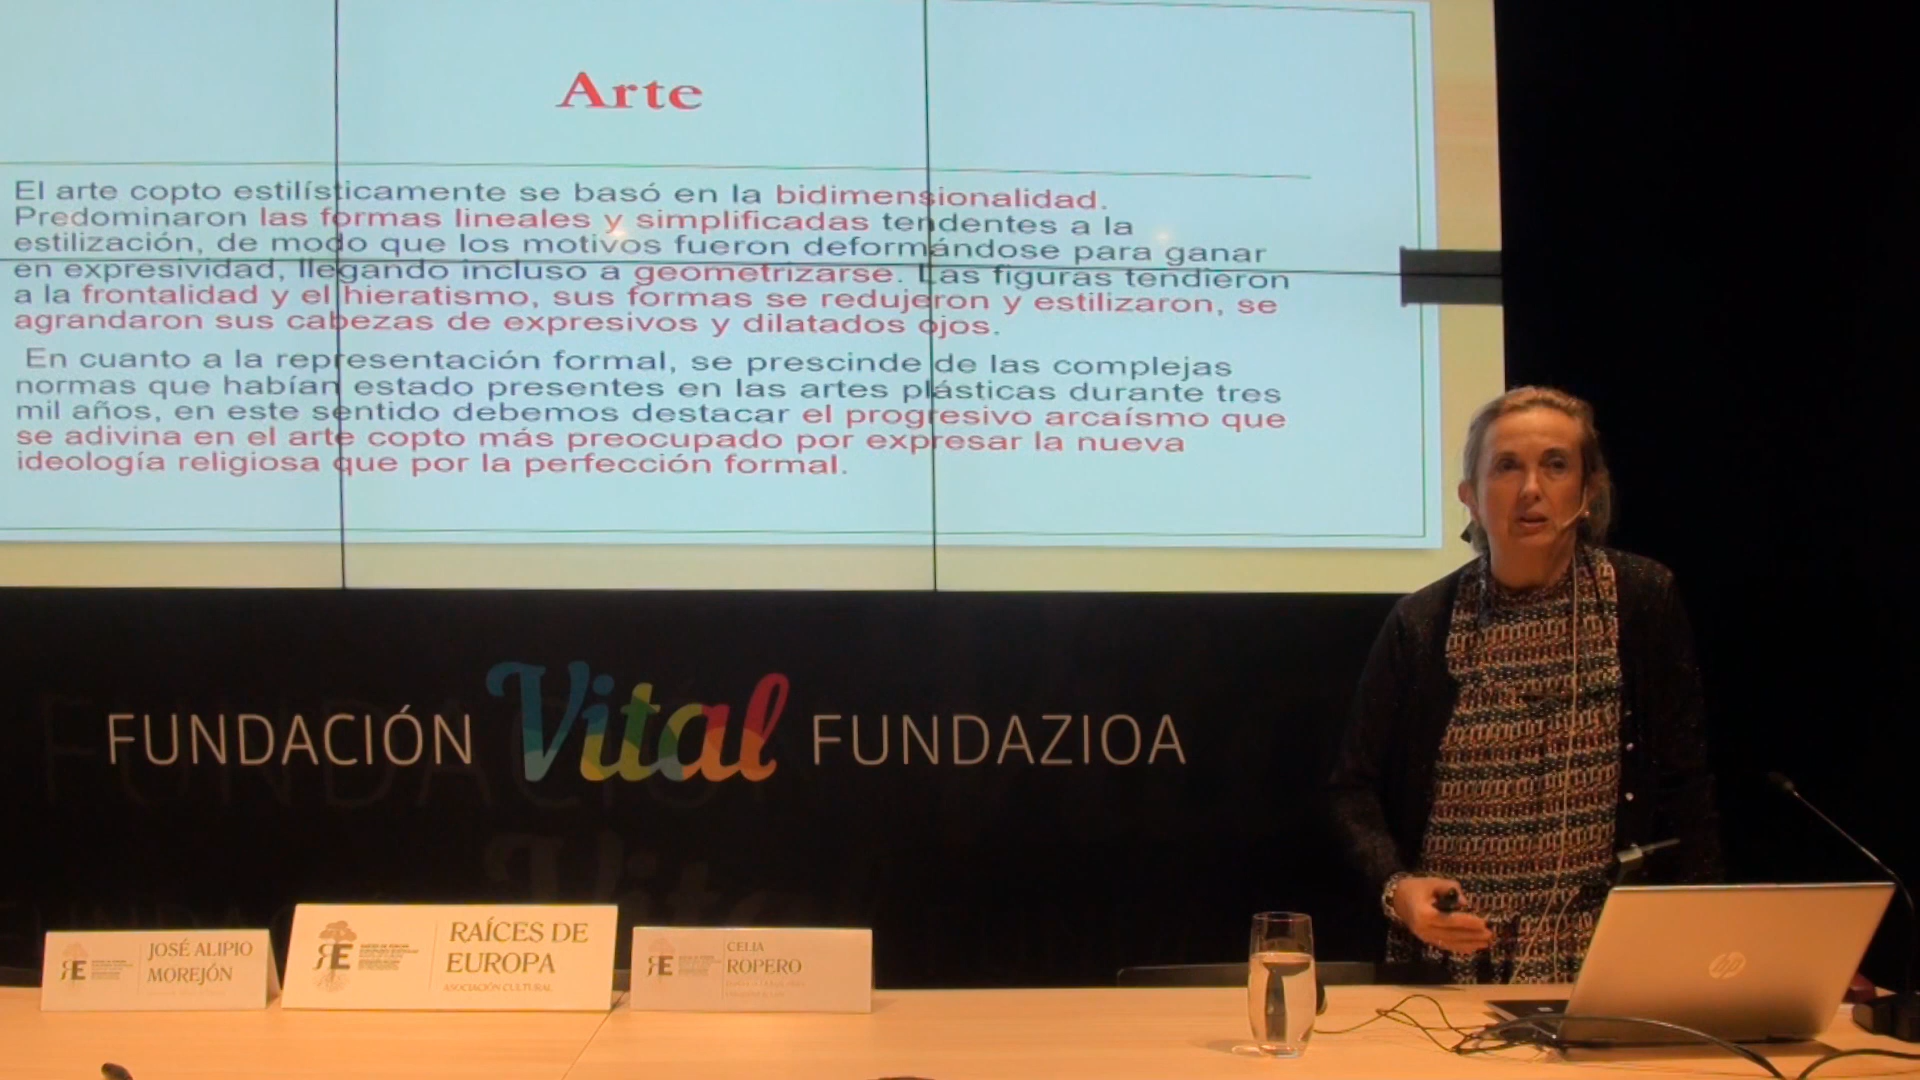 Arte
El arte copto estilísticamente se basó en la bidimensionalidad.
Predominaron las formas lineales y simplificadas tendentes a la
estilización, de modo que los motivos fueron deformándose para ganar
en expresividad, llegando incluso a geometrizarse. Las figuras tendieron
a la frontalidad y el hieratismo, sus formas se redujeron y estilizaron, se
agrandaron sus cabezas de expresivos y dilatados ojos.
En cuanto a la representación formal, se prescinde de las complejas
normas que habían estado presentes en las artes plásticas durante tres
mil años, en este sentido debemos destacar el progresivo arcaísmo que
se adivina en el arte copto más preocupado por expresar la nueva
ideología religiosa que por la perfección formal.
FUNDACIÓN Vital FUNDAZIOA
RE
JOSÉ ALIPIO
MOREJÓN
RE
RAÍCES DE
EUROPA
ASOCIACIÓN CULTURAL
RE
CELIA
ROPERO
hp